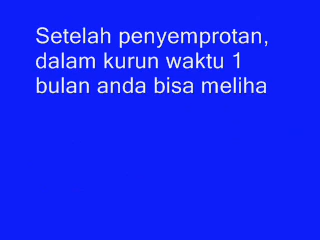 Setelah penyemprotan,
dalam kurun waktu 1
bulan anda bisa meliha